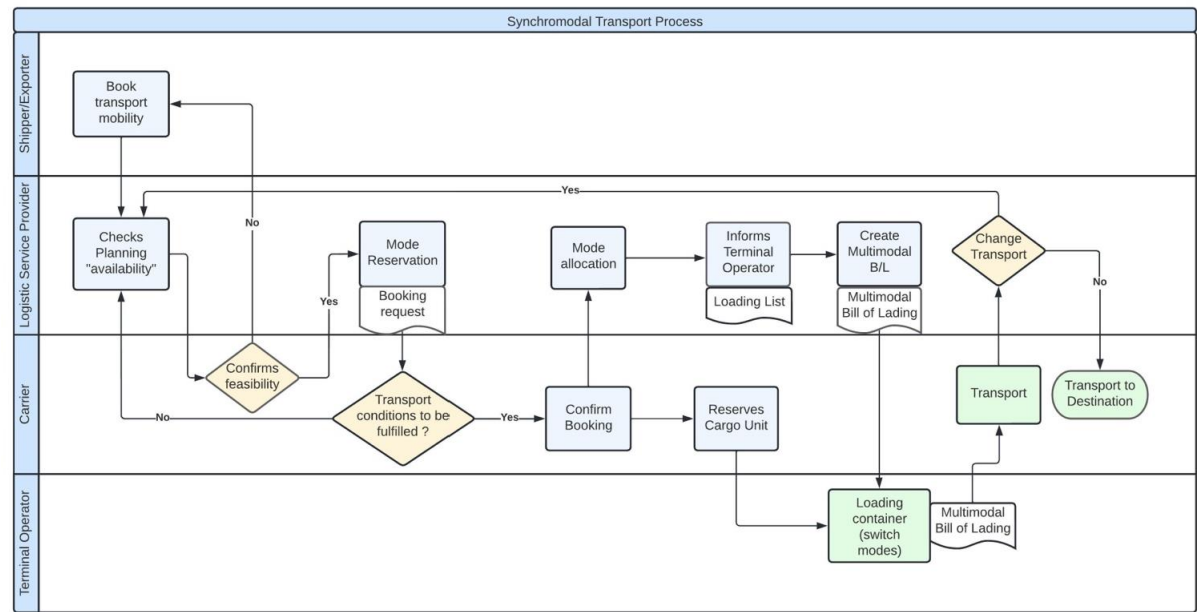 Synchromodal Transport Process
Shipper/Exporter
Book
transport
mobility
No
Logistic Service Provider
Yes
Checks
Planning
"availability"
Mode
Reservation
Booking
request
Yes
Mode
allocation
Informs
Terminal
Operator
Loading List
Create
Multimodal
B/L
Multimodal
Bill of Lading
Change
Transport
No
Carrier
Confirms
feasibility
No
Transport
conditions to be
fulfilled ?
Yes
Confirm
Booking
Reserves
Cargo Unit
Transport
Transport to
Destination
Terminal Operator
Loading
container
(switch
modes)
Multimodal
Bill of Lading